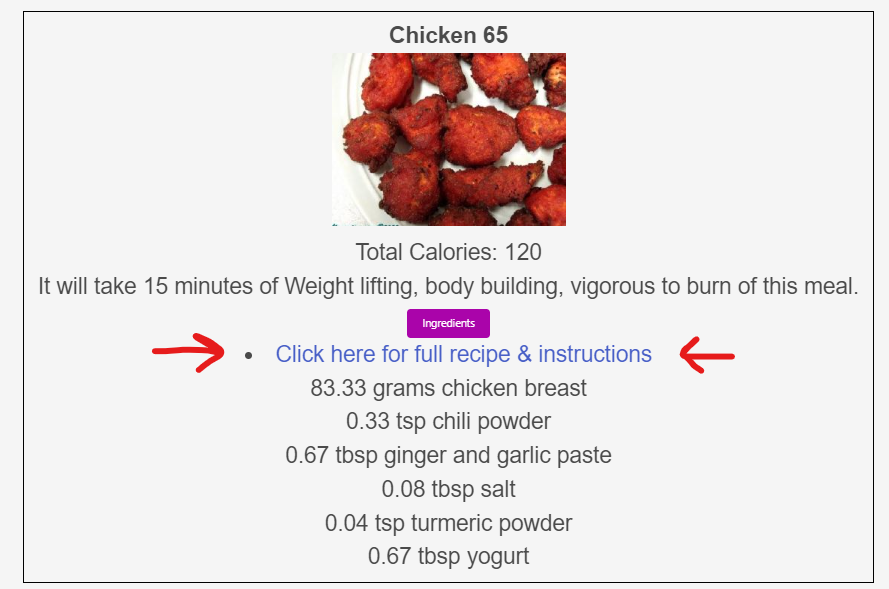 Chicken 65
Total Calories: 120
It will take 15 minutes of Weight lifting, body building, vigorous to burn of this meal.
Ingredients
• Click here for full recipe & instructions
83.33 grams chicken breast
0.33 tsp chili powder
0.67 tbsp ginger and garlic paste
0.08 tbsp salt
0.04 tsp turmeric powder
0.67 tbsp yogurt